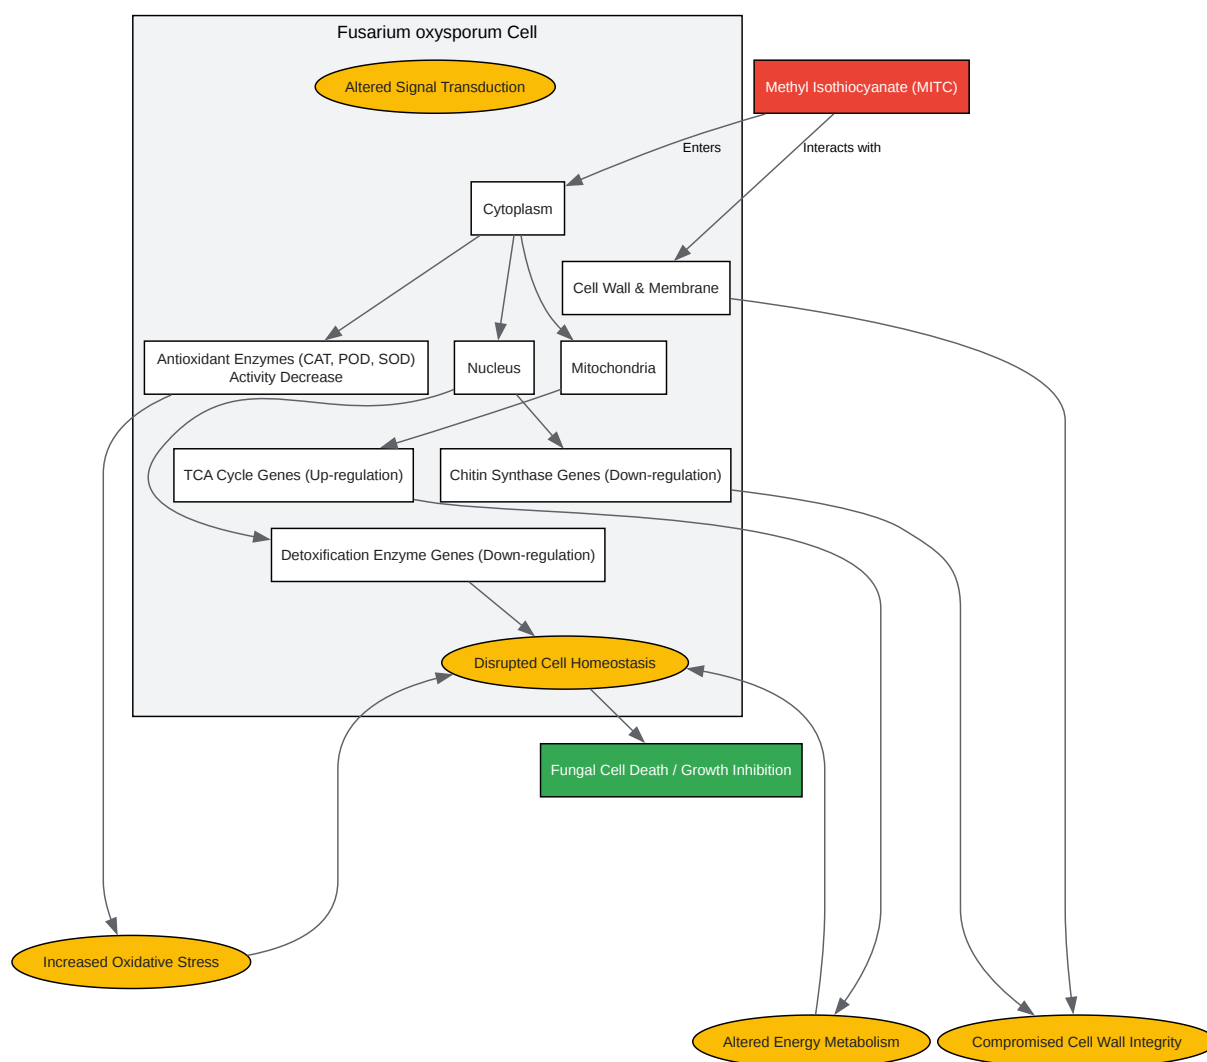 Fusarium oxysporum Cell
Altered Signal Transduction
Methyl Isothiocyanate (MITC)
Enters
Interacts with
Cytoplasm
Cell Wall & Membrane
Antioxidant Enzymes (CAT, POD, SOD)
Activity Decrease
Nucleus
Mitochondria
TCA Cycle Genes (Up-regulation)
Chitin Synthase Genes (Down-regulation)
Detoxification Enzyme Genes (Down-regulation)
Disrupted Cell Homeostasis
Fungal Cell Death / Growth Inhibition
Increased Oxidative Stress
Altered Energy Metabolism
Compromised Cell Wall Integrity